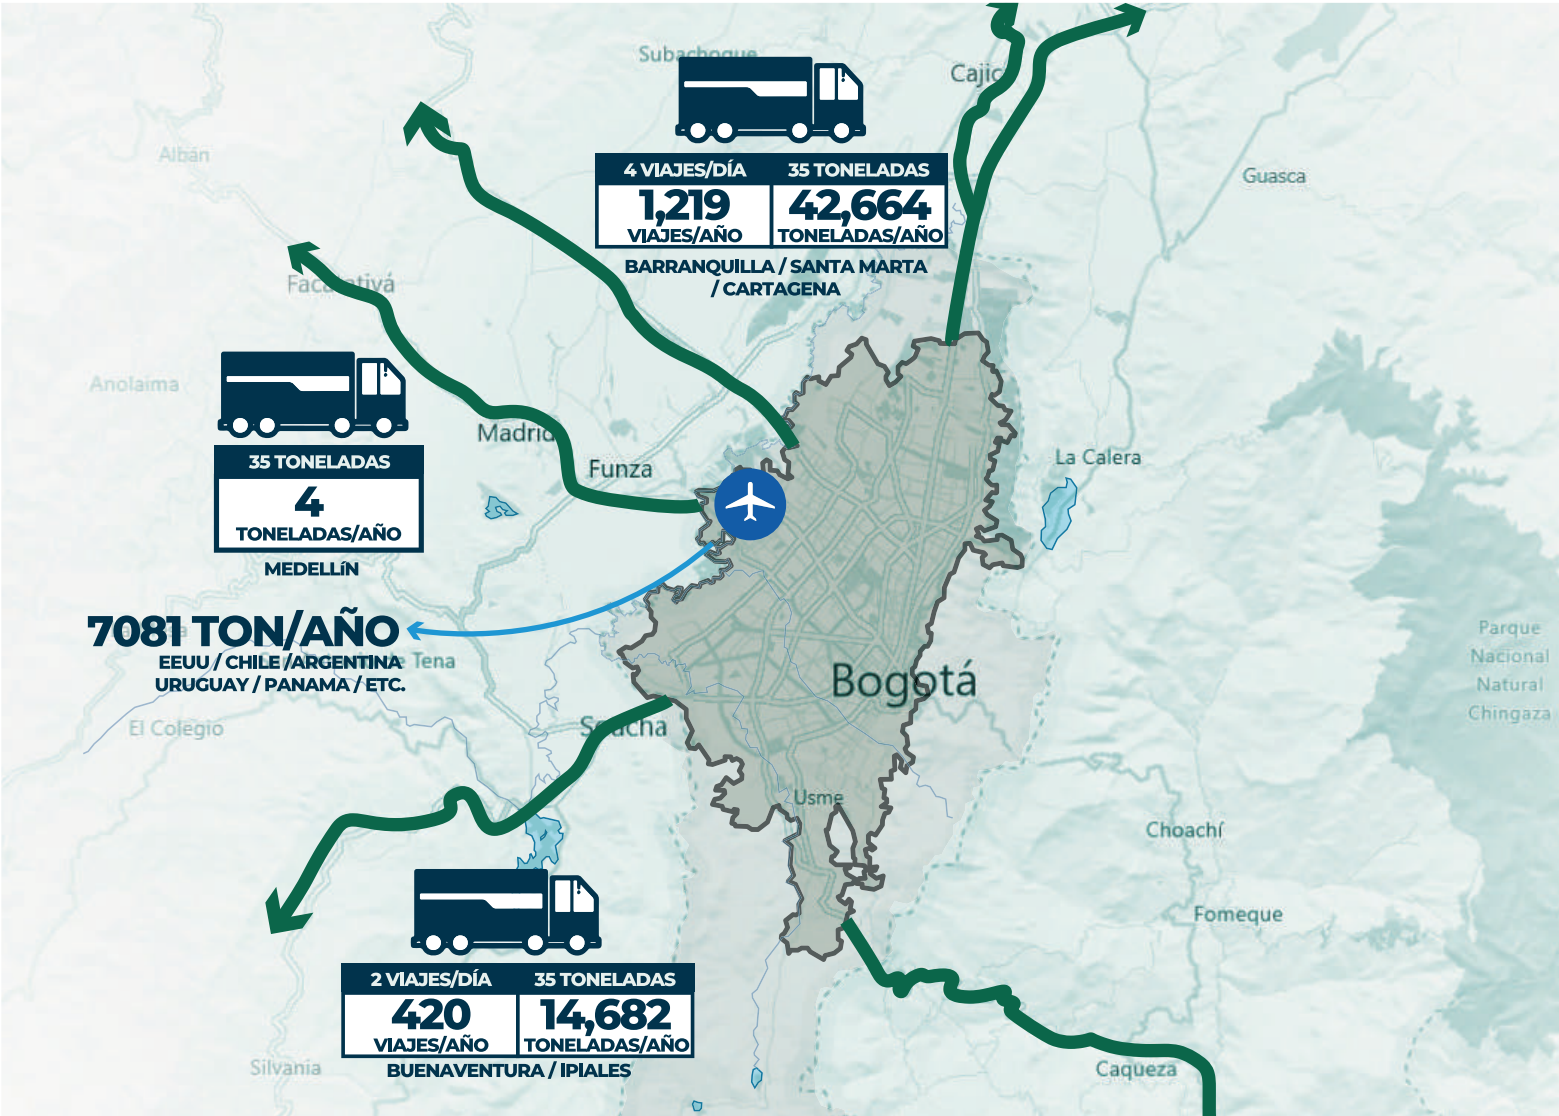 Subachoque
Cajic
Albán
Guasca
4 VIAJES/DÍA 35 TONELADAS
1,219 42,664
VIAJES/AÑO TONELADAS/AÑO
BARRANQUILLA / SANTA MARTA
/ CARTAGENA
Anolaima
Madrid
Funza
La Calera
35 TONELADAS
4
TONELADAS/AÑO
MEDELLíN
7081 TON/AÑO
EEUU / CHILE /ARGENTINA
URUGUAY / PANAMA / ETC.
de Tena
El Colegio
Bogotá
Parque
Nacional
Natural
Chingaza
Usme
Choachí
Fomeque
2 VIAJES/DÍA 35 TONELADAS
420 14,682
VIAJES/AÑO TONELADAS/AÑO
BUENAVENTURA / IPIALES
Silvania
Caqueza